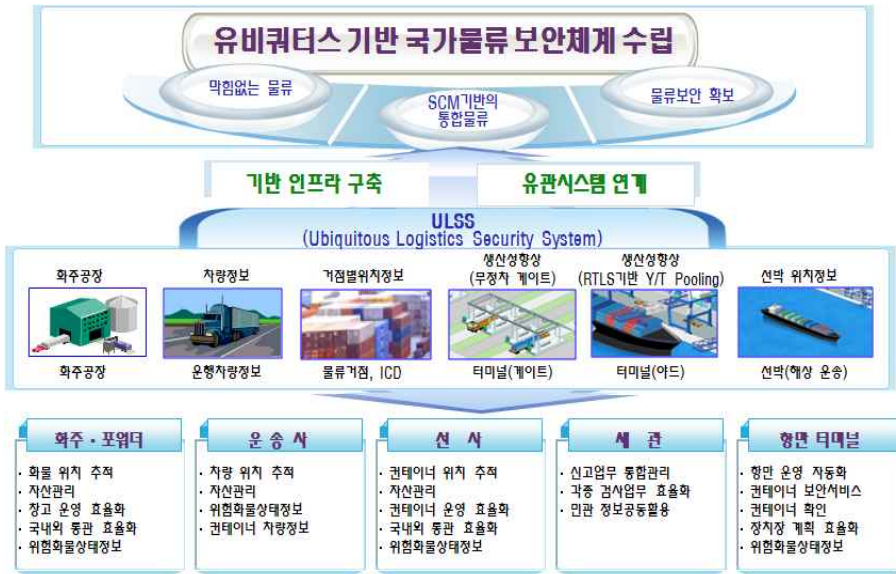 유비쿼터스 기반 국가물류 보안체계 수립
막힘없는 물류
SCM기반의
통합물류
물류보안 확보
기반 인프라 구축
유관시스템 연계
ULSS
(Ubiquitous Logistics Security System)
화주공장
차량정보
거점별위치정보
생산성향상
(무정차 게이트)
생산성향상
(RTLS기반 Y/T Pooling)
선박 위치정보
화주공장
운행차량정보
물류거점, ICD
터미널(게이트)
터미널(야드)
선박(해상 운송)
화주 · 포워더
· 화물 위치 추적
· 자산관리
· 창고 운영 효율화
· 국내외 통관 효율화
· 위험화물상태정보
운 송 사
· 차량 위치 추적
· 자산관리
· 위험화물상태정보
· 컨테이너 차량정보
선 사
· 컨테이너 위치 추적
· 자산관리
· 컨테이너 운영 효율화
· 국내외 통관 효율화
· 위험화물상태정보
세 관
· 신고업무 통합관리
· 각종 검사업무 효율화
· 민관 정보공동활용
항만 터미널
· 항만 운영 자동화
· 컨테이너 보안서비스
· 컨테이너 확인
· 장치장 계획 효율화
· 위험화물상태정보